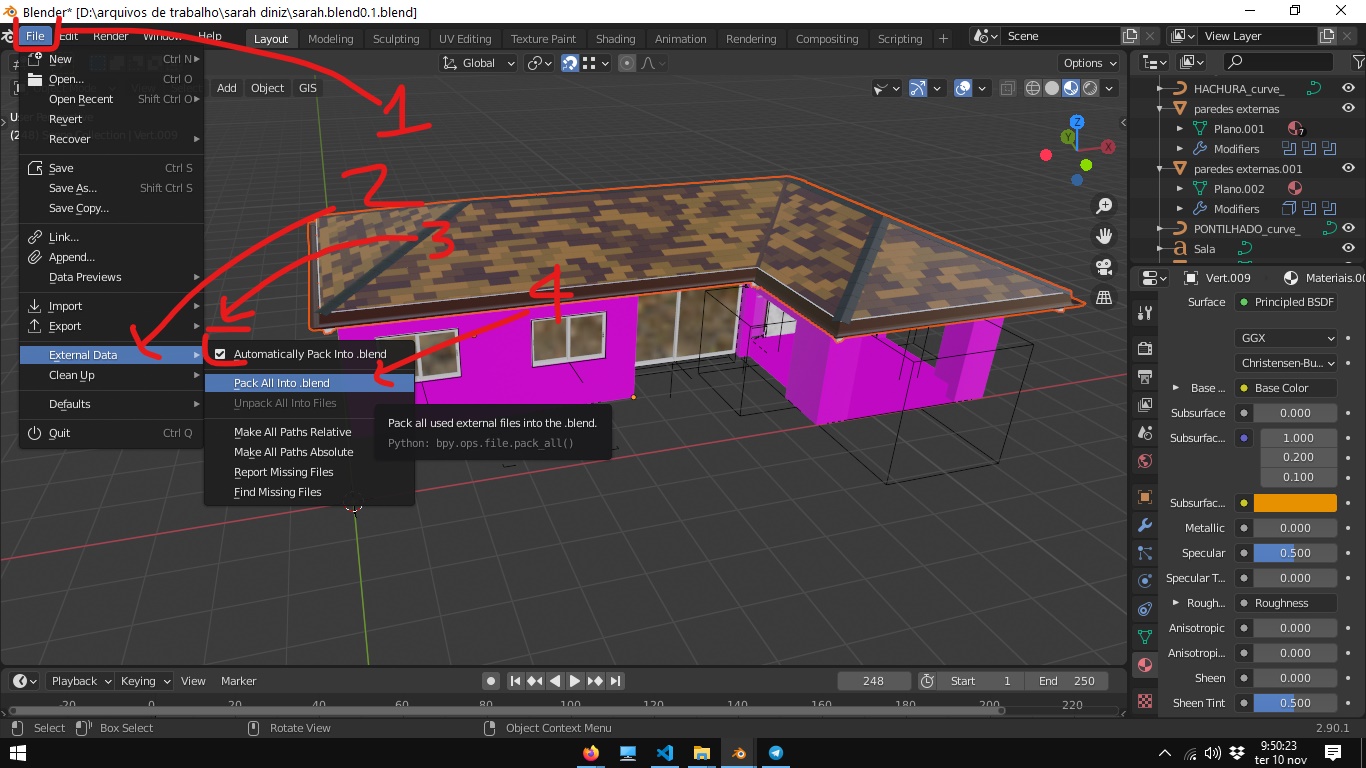 Blender* [D:\arquivos de trabalho\sarah diniz\sarah.blend0.1.blend]
File Edit Render Window Help
Layout Modeling Sculpting UV Editing Texture Paint Shading Animation Rendering Compositing Scripting +
Scene
View Layer
New Ctrl N
Open... Ctrl O
Open Recent Shift Ctrl O
Revert
Recover
Save Ctrl S
Save As... Shift Ctrl S
Save Copy...
Link...
Append...
Data Previews
Import
Export
External Data
Clean Up
Defaults
Quit Ctrl Q
Automatically Pack Into .blend
Pack All Into .blend
Unpack All Into Files
Make All Paths Relative
Make All Paths Absolute
Report Missing Files
Find Missing Files
Pack all used external files into the .blend.
Python: bpy.ops.file.pack_all()
1
2
3
4
Global
Options
Add Object GIS
Collection | Vert.009
Z
Y
X
HACHURA_curve_
paredes externas
Plano.001
7
Modifiers
paredes externas.001
Plano.002
Modifiers
PONTILHADO_curve_
Sala
Vert.009
Materiais.00
Surface Principled BSDF
GGX
Christensen-Bu...
Base ... Base Color
Subsurface 0.000
Subsurfac... 1.000
0.200
0.100
Subsurfac...
Metallic 0.000
Specular 0.500
Specular T... 0.000
Rough... Roughness
Anisotropic 0.000
Anisotropi... 0.000
Sheen 0.000
Sheen Tint 0.500
Playback Keying View Marker
248
Start 1
End 250
-20 0 20 40 60 80 100 120 140 160 180 200 220
Select
Box Select
Rotate View
Object Context Menu
2.90.1
9:50:23
ter 10 nov